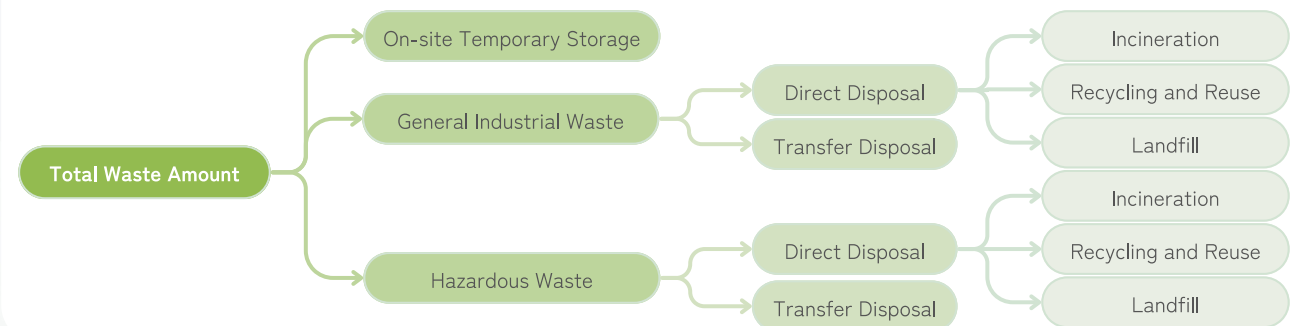 Total Waste Amount
On-site Temporary Storage
General Industrial Waste
Direct Disposal
Incineration
Recycling and Reuse
Landfill
Transfer Disposal
Hazardous Waste
Direct Disposal
Incineration
Recycling and Reuse
Landfill
Transfer Disposal